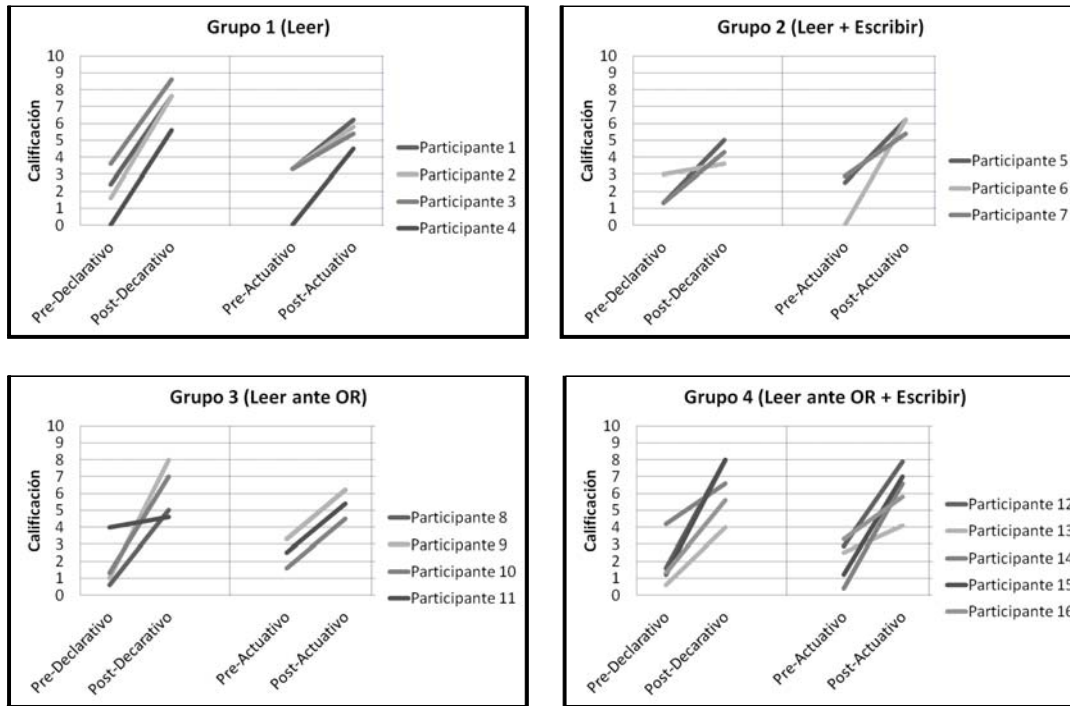 Grupo 1 (Leer)
Calificación
10
9
8
7
6
5
4
3
2
1
0
Pre-Declarativo
Post-Decarativo
Pre-Actuativo
Post-Actuativo
Participante 1
Participante 2
Participante 3
Participante 4
Grupo 2 (Leer + Escribir)
Calificación
10
9
8
7
6
5
4
3
2
1
0
Pre-Declarativo
Post-Decarativo
Pre-Actuativo
Post-Actuativo
Participante 5
Participante 6
Participante 7
Grupo 3 (Leer ante OR)
Calificación
10
9
8
7
6
5
4
3
2
1
0
Pre-Declarativo
Post-Decarativo
Pre-Actuativo
Post-Actuativo
Participante 8
Participante 9
Participante 10
Participante 11
Grupo 4 (Leer ante OR + Escribir)
Calificación
10
9
8
7
6
5
4
3
2
1
0
Pre-Declarativo
Post-Decarativo
Pre-Actuativo
Post-Actuativo
Participante 12
Participante 13
Participante 14
Participante 15
Participante 16